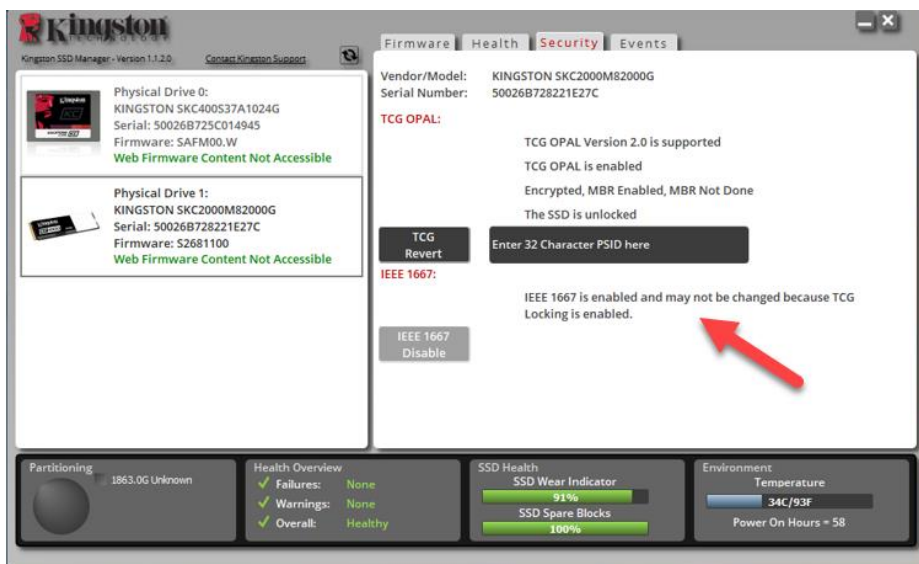 Kingston
TECHNOLOGY
Kingston SSD Manager - Version 1.1.2.0
Contact Kingston Support
Firmware
Health
Security
Events
Physical Drive 0:
KINGSTON SKC400S37A1024G
Serial: 50026B725C014945
Firmware: SAFM00.W
Web Firmware Content Not Accessible
Physical Drive 1:
KINGSTON SKC2000M82000G
Serial: 50026B728221E27C
Firmware: S2681100
Web Firmware Content Not Accessible
Vendor/Model: KINGSTON SKC2000M82000G
Serial Number: 50026B728221E27C
TCG OPAL:
TCG OPAL Version 2.0 is supported
TCG OPAL is enabled
Encrypted, MBR Enabled, MBR Not Done
The SSD is unlocked
TCG
Revert
Enter 32 Character PSID here
IEEE 1667:
IEEE 1667 is enabled and may not be changed because TCG
Locking is enabled.
IEEE 1667
Disable
Partitioning
1863.0G Unknown
Health Overview
Failures: None
Warnings: None
Overall: Healthy
SSD Health
SSD Wear Indicator
91%
SSD Spare Blocks
100%
Environment
Temperature
34C/93F
Power On Hours = 58